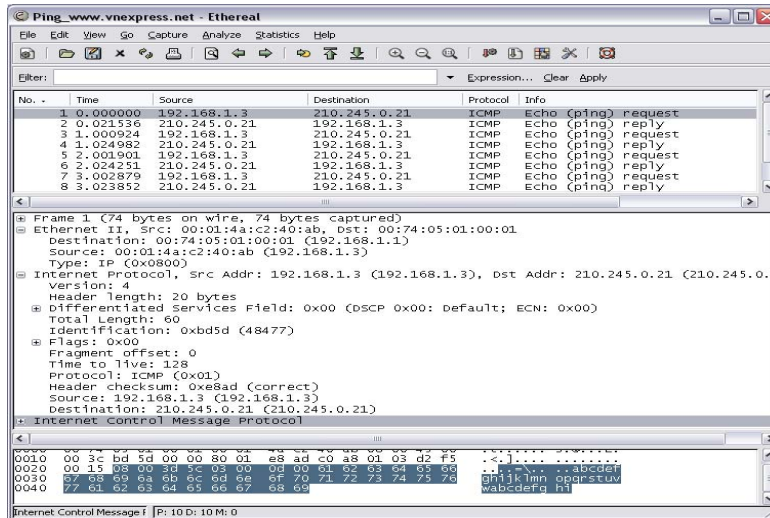 Ping_www.vnexpress.net - Ethereal
File Edit View Go Capture Analyze Statistics Help
Filter: Expression... Clear Apply
No. . Time Source Destination Protocol Info
1 0.000000 192.168.1.3 210.245.0.21 ICMP Echo (ping) request
2 0.021536 210.245.0.21 192.168.1.3 ICMP Echo (ping) reply
3 1.000924 192.168.1.3 210.245.0.21 ICMP Echo (ping) request
4 1.024982 210.245.0.21 192.168.1.3 ICMP Echo (ping) reply
5 2.001901 192.168.1.3 210.245.0.21 ICMP Echo (ping) request
6 2.024251 210.245.0.21 192.168.1.3 ICMP Echo (ping) reply
7 3.002879 192.168.1.3 210.245.0.21 ICMP Echo (ping) request
8 3.023852 210.245.0.21 192.168.1.3 ICMP Echo (ping) reply
Frame 1 (74 bytes on wire, 74 bytes captured)
Ethernet II, Src: 00:01:4a:c2:40:ab, Dst: 00:74:05:01:00:01
Destination: 00:74:05:01:00:01 (192.168.1.1)
Source: 00:01:4a:c2:40:ab (192.168.1.3)
Type: IP (0x0800)
Internet Protocol, Src Addr: 192.168.1.3 (192.168.1.3), Dst Addr: 210.245.0.21 (210.245.0.
Version: 4
Header length: 20 bytes
Differentiated Services Field: 0x00 (DSCP 0x00: Default; ECN: 0x00)
Total Length: 60
Identification: 0xbd5d (48477)
Flags: 0x00
Fragment offset: 0
Time to live: 128
Protocol: ICMP (0x01)
Header checksum: 0xe8ad (correct)
Source: 192.168.1.3 (192.168.1.3)
Destination: 210.245.0.21 (210.245.0.21)
Internet Control Message Protocol
0010 00 3c bd 5d 00 00 80 01 e8 ad c0 a8 01 03 d2 f5 .<.].... ........
0020 00 15 08 00 3d 5c 03 00 0d 00 61 62 63 64 65 66 ....=\.. ..abcdef
0030 67 68 69 6a 6b 6c 6d 6e 6f 70 71 72 73 74 75 76 ghijklmn opqrstuv
0040 77 61 62 63 64 65 66 67 68 69 wabcdefg hi
Internet Control Message P: 10 D: 10 M: 0